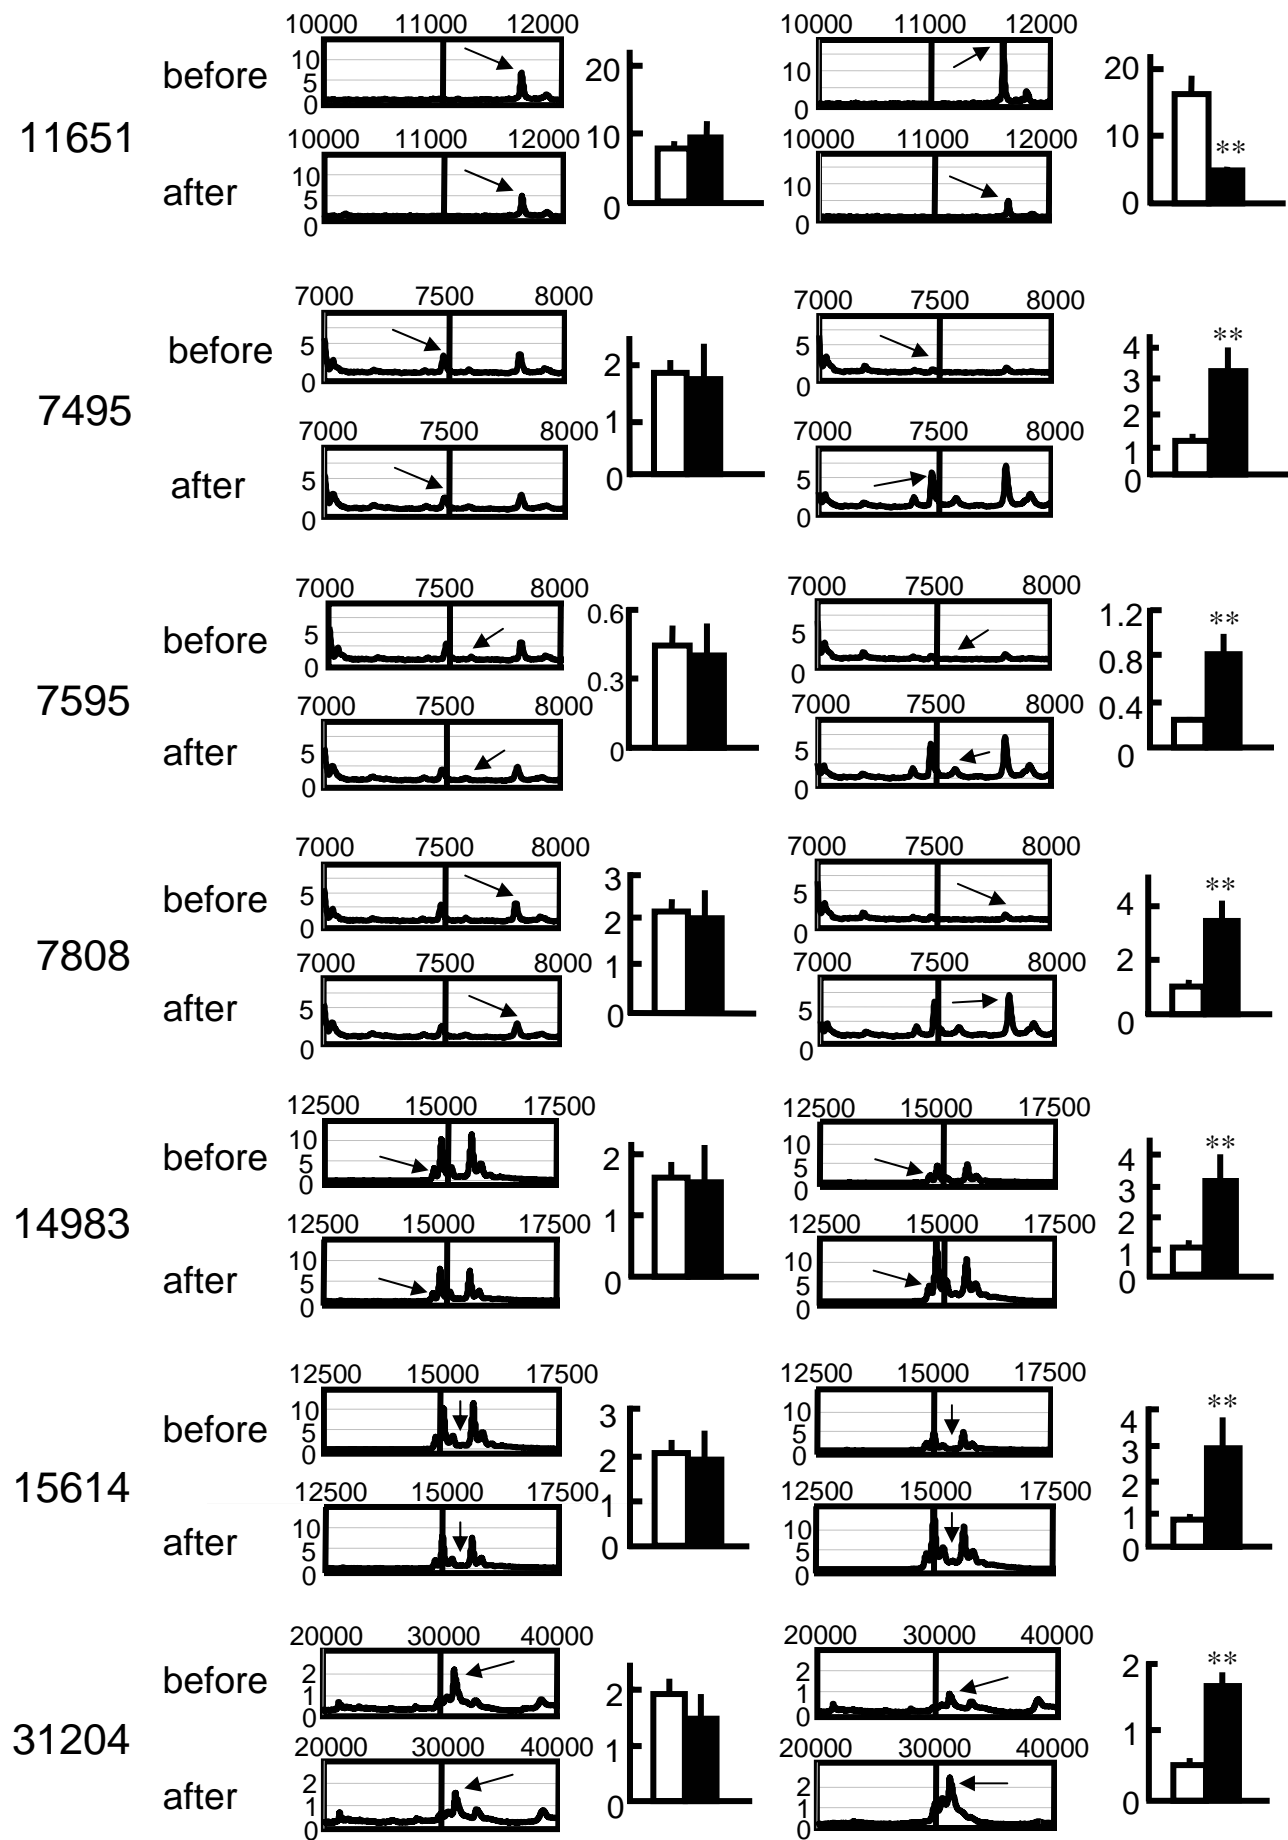 10000 11000 12000 10000 11000 12000
before 10 5 0 20 10 0 10 0 20 10 0
11651
10000 11000 12000 10000 11000 12000
after 10 5 0 10 0 **
7000 7500 8000 7000 7500 8000
before 5 0 2 1 0 5 0 4 3 2 1 0 **
7495
7000 7500 8000 7000 7500 8000
after 5 0 5 0
7000 7500 8000 7000 7500 8000
before 5 0 0.6 0.3 0 5 0 1.2 0.8 0.4 0 **
7595
7000 7500 8000 7000 7500 8000
after 5 0 5 0
7000 7500 8000 7000 7500 8000
before 5 0 3 2 1 0 5 0 4 2 0 **
7808
7000 7500 8000 7000 7500 8000
after 5 0 5 0
12500 15000 17500 12500 15000 17500
before 10 5 0 2 1 0 10 5 0 4 3 2 1 0 **
14983
12500 15000 17500 12500 15000 17500
after 10 5 0 10 5 0
12500 15000 17500 12500 15000 17500
before 10 5 0 3 2 1 0 10 5 0 4 3 2 1 0 **
15614
12500 15000 17500 12500 15000 17500
after 10 5 0 10 5 0
20000 30000 40000 20000 30000 40000
before 2 1 0 2 1 0 2 1 0 2 1 0 **
31204
20000 30000 40000 20000 30000 40000
after 2 1 0 2 1 0